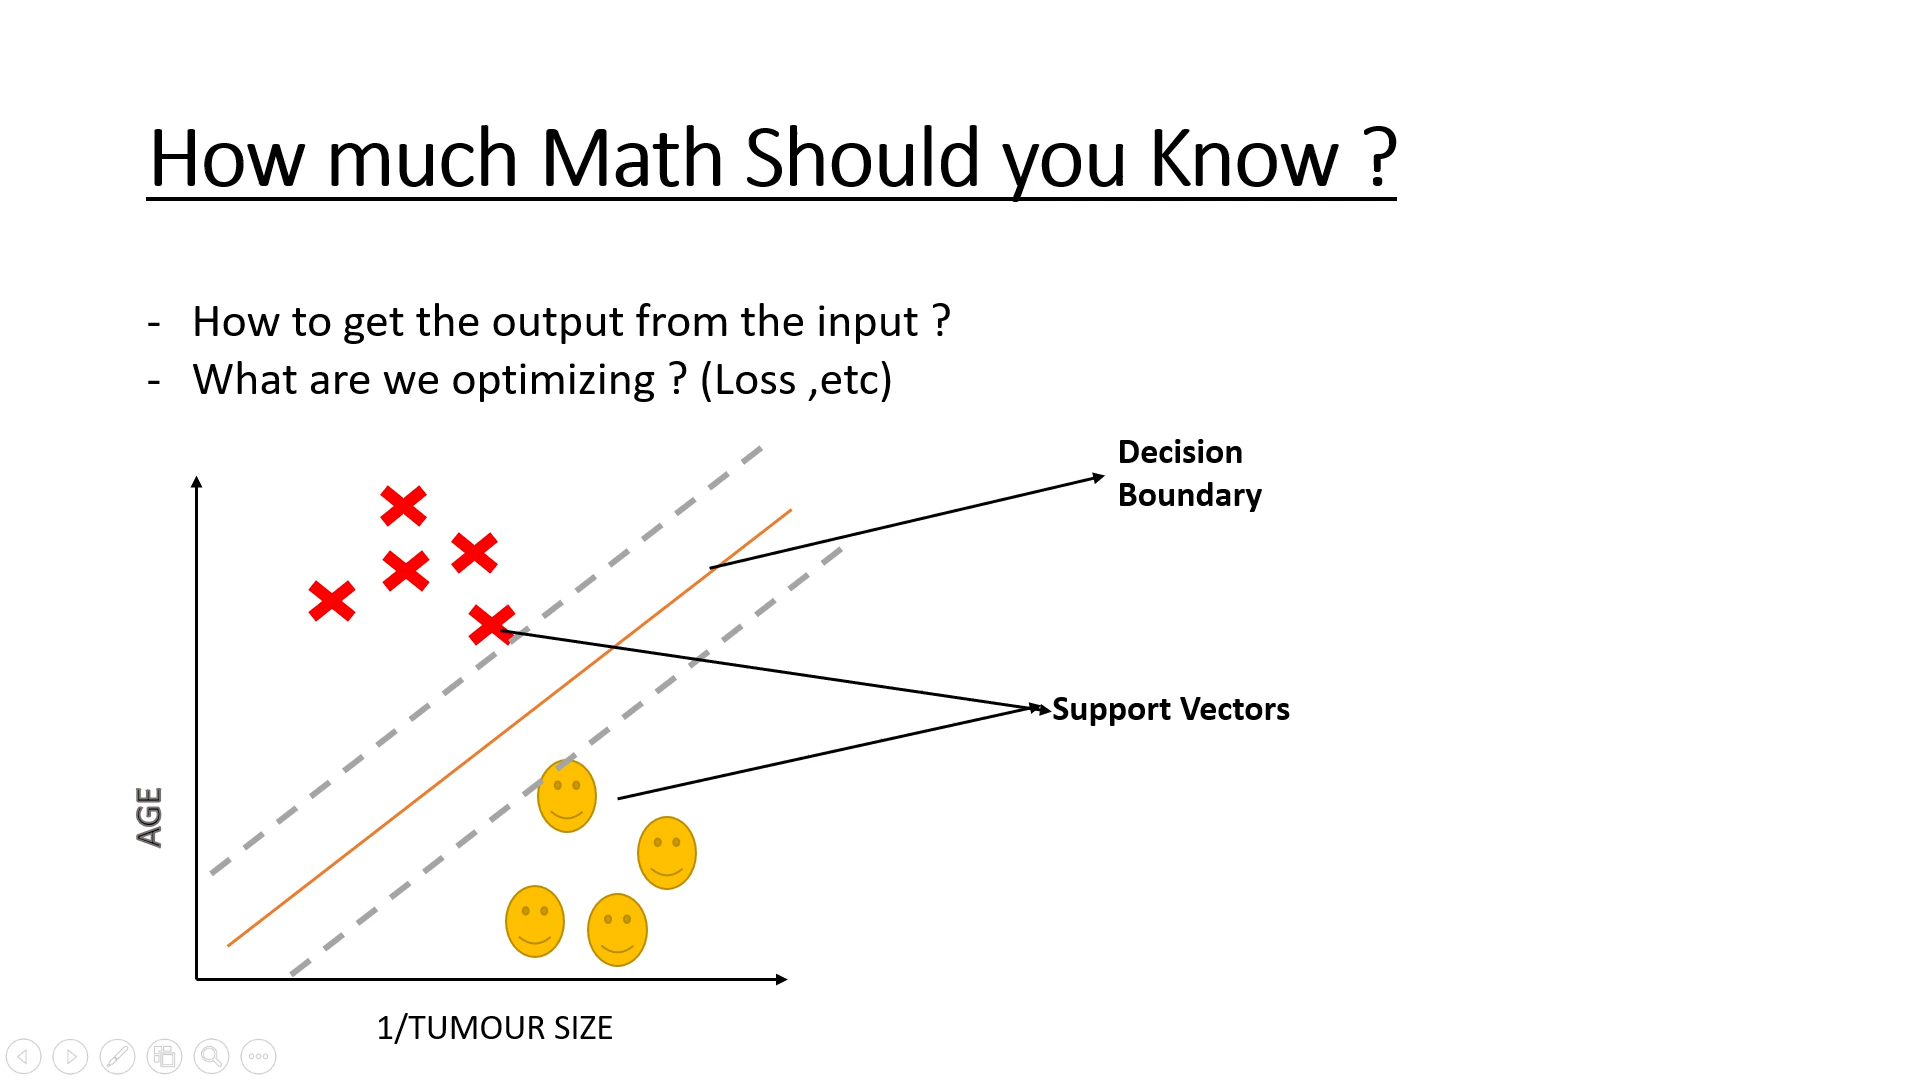 How much Math Should you Know ?
- How to get the output from the input ?
- What are we optimizing ? (Loss ,etc)
Decision
Boundary
Support Vectors
AGE
1/TUMOUR SIZE